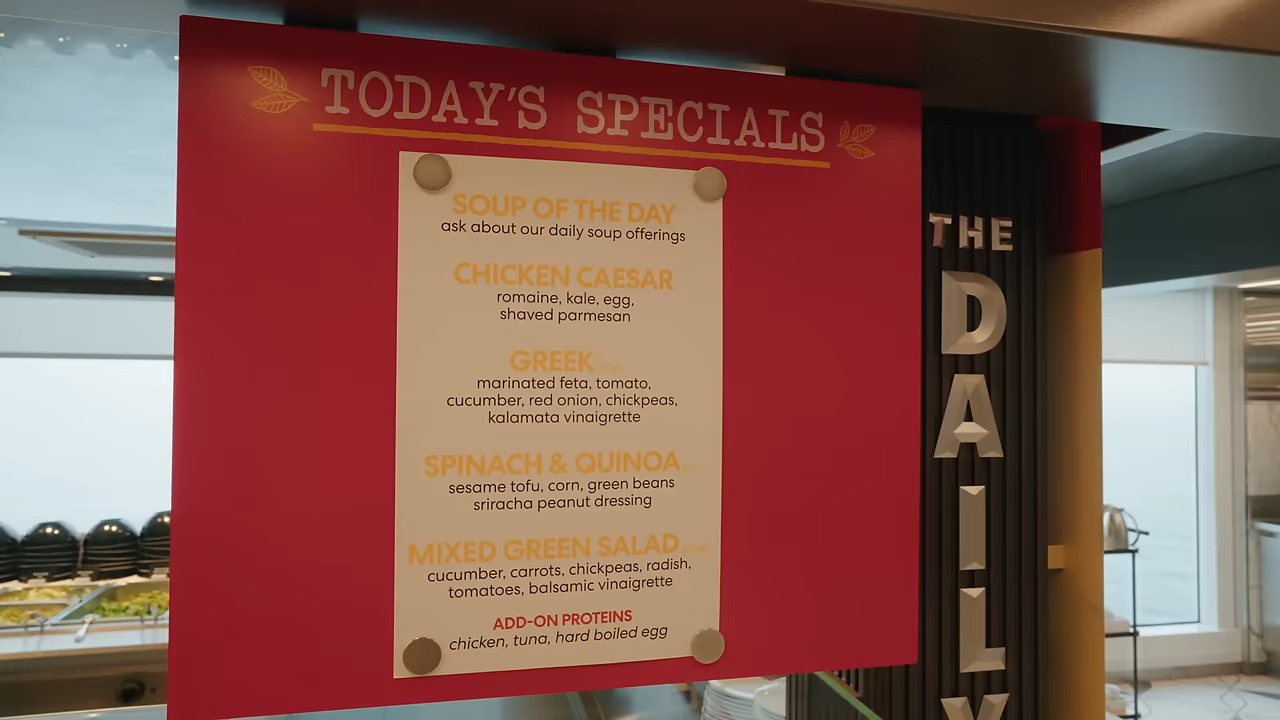 TODAY'S SPECIALS
SOUP OF THE DAY
ask about our daily soup offerings
CHICKEN CAESAR
romaine, kale, egg,
shaved parmesan
GREEK
marinated feta, tomato,
cucumber, red onion, chickpeas,
kalamata vinaigrette
SPINACH & QUINOA
sesame tofu, corn, green beans
sriracha peanut dressing
MIXED GREEN SALAD
cucumber, carrots, chickpeas, radish,
tomatoes, balsamic vinaigrette
ADD-ON PROTEINS
chicken, tuna, hard boiled egg
THE
DAILY